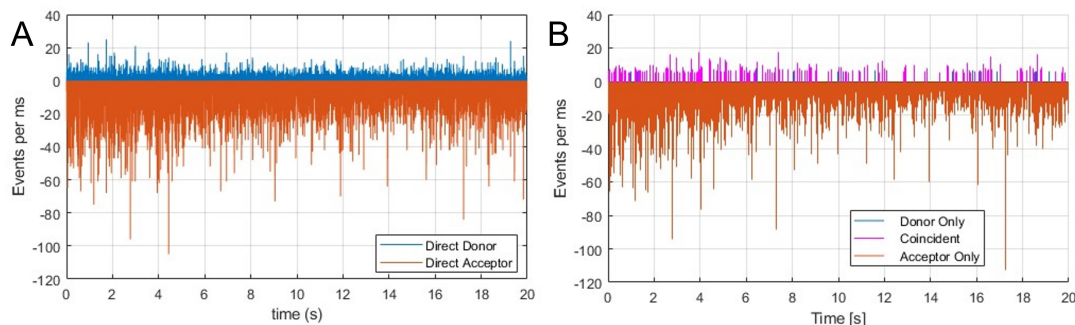 A
40
20
0
-20
-40
-60
-80
-100
-120
Events per ms
0 2 4 6 8 10 12 14 16 18 20
time (s)
Direct Donor
Direct Acceptor
B
40
20
0
-20
-40
-60
-80
-100
-120
Events per ms
0 2 4 6 8 10 12 14 16 18 20
Time [s]
Donor Only
Coincident
Acceptor Only